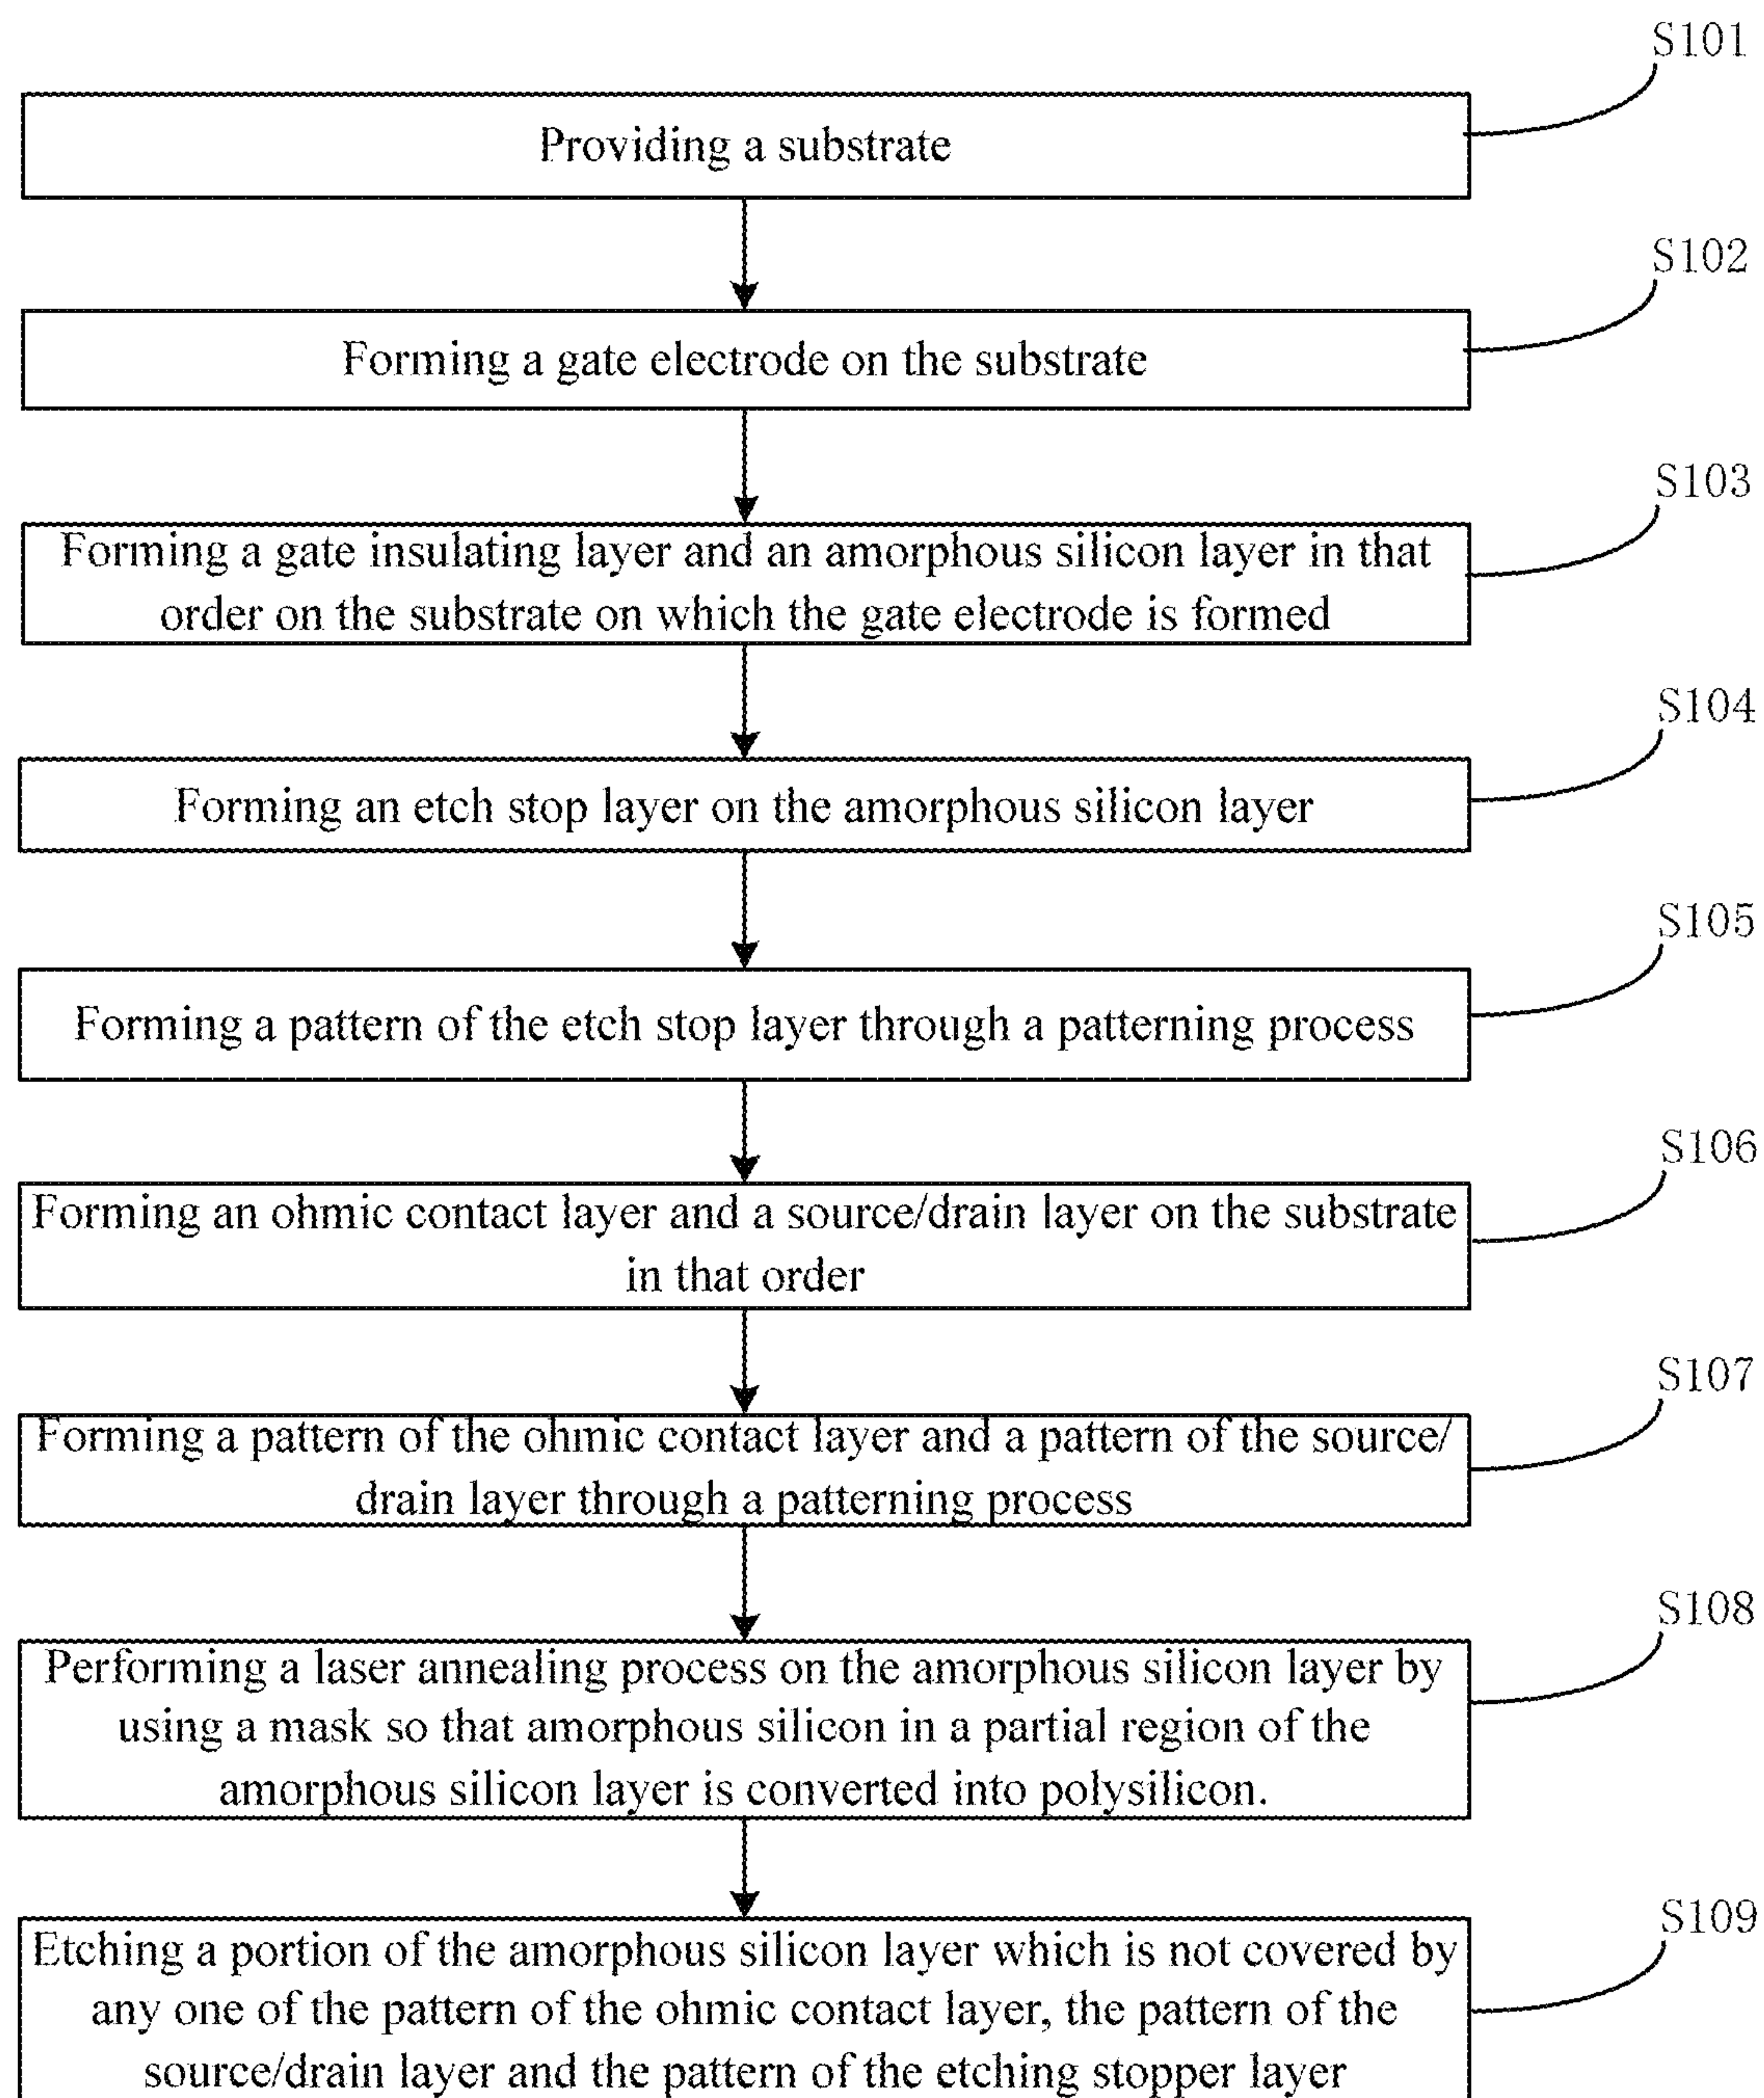 S101
Providing a substrate
S102
Forming a gate electrode on the substrate
S103
Forming a gate insulating layer and an amorphous silicon layer in that
order on the substrate on which the gate electrode is formed
S104
Forming an etch stop layer on the amorphous silicon layer
S105
Forming a pattern of the etch stop layer through a patterning process
S106
Forming an ohmic contact layer and a source/drain layer on the substrate
in that order
S107
Forming a pattern of the ohmic contact layer and a pattern of the source/
drain layer through a patterning process
S108
Performing a laser annealing process on the amorphous silicon layer by
using a mask so that amorphous silicon in a partial region of the
amorphous silicon layer is converted into polysilicon.
S109
Etching a portion of the amorphous silicon layer which is not covered by
any one of the pattern of the ohmic contact layer, the pattern of the
source/drain layer and the pattern of the etching stopper layer